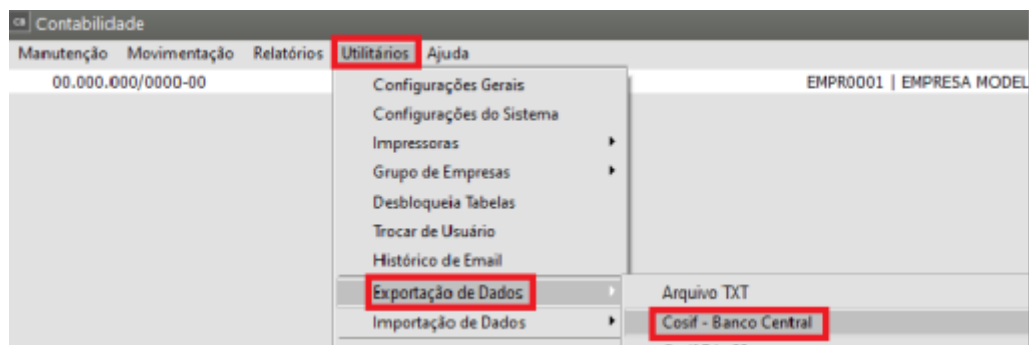 CB Contabilidade
Manutenção Movimentação Relatórios Utilitários Ajuda
00.000.000/0000-00 EMPR0001 | EMPRESA MODEL
Configurações Gerais
Configurações do Sistema
Impressoras
Grupo de Empresas
Desbloqueia Tabelas
Trocar de Usuário
Histórico de Email
Exportação de Dados Arquivo TXT
Importação de Dados Cosif - Banco Central